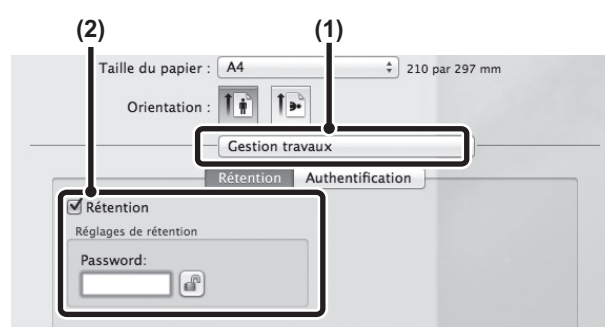 (2) (1)
Taille du papier : A4 210 par 297 mm
Orientation :
Gestion travaux
Rétention Authentification
Rétention
Réglages de rétention
Password: